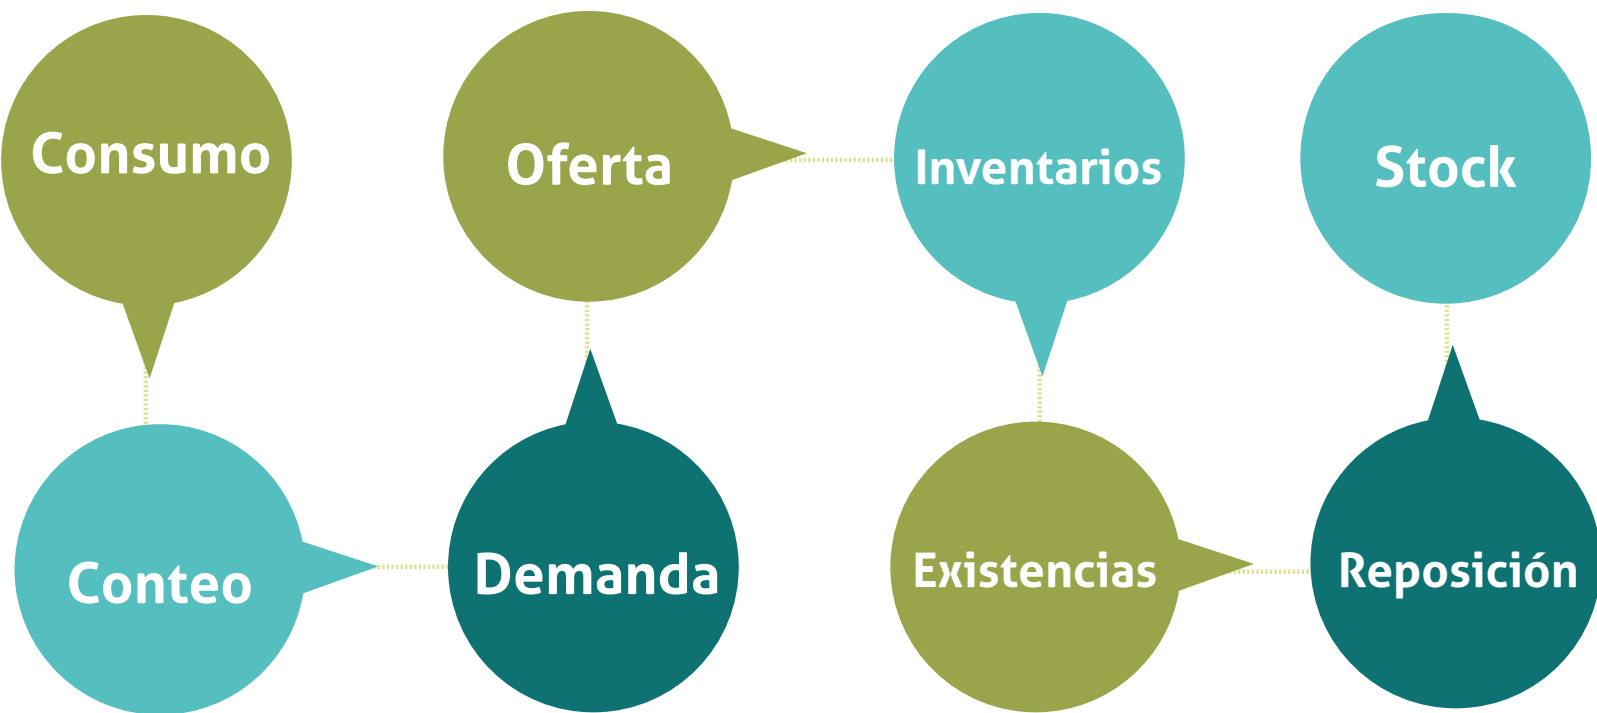 Consumo
Oferta
Inventarios
Stock
Conteo
Demanda
Existencias
Reposición